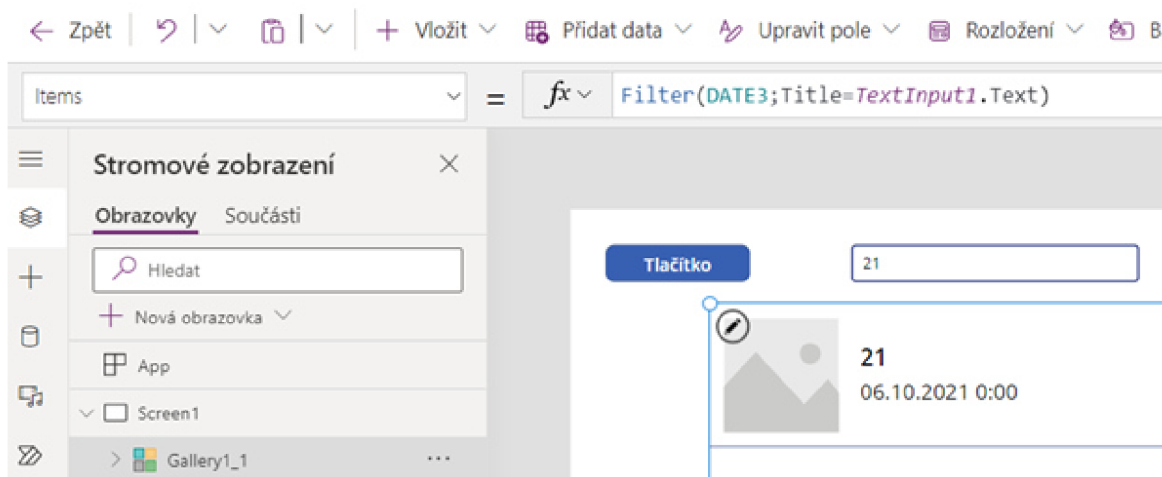 Zpět Vložit Přidat data Upravit pole Rozložení B
Items = fx Filter(DATE3;Title=TextInput1.Text)
Stromové zobrazení
Obrazovky Součásti
Hledat
Nová obrazovka
App
Screen1
Gallery1_1
Tlačítko 21
21
06.10.2021 0:00